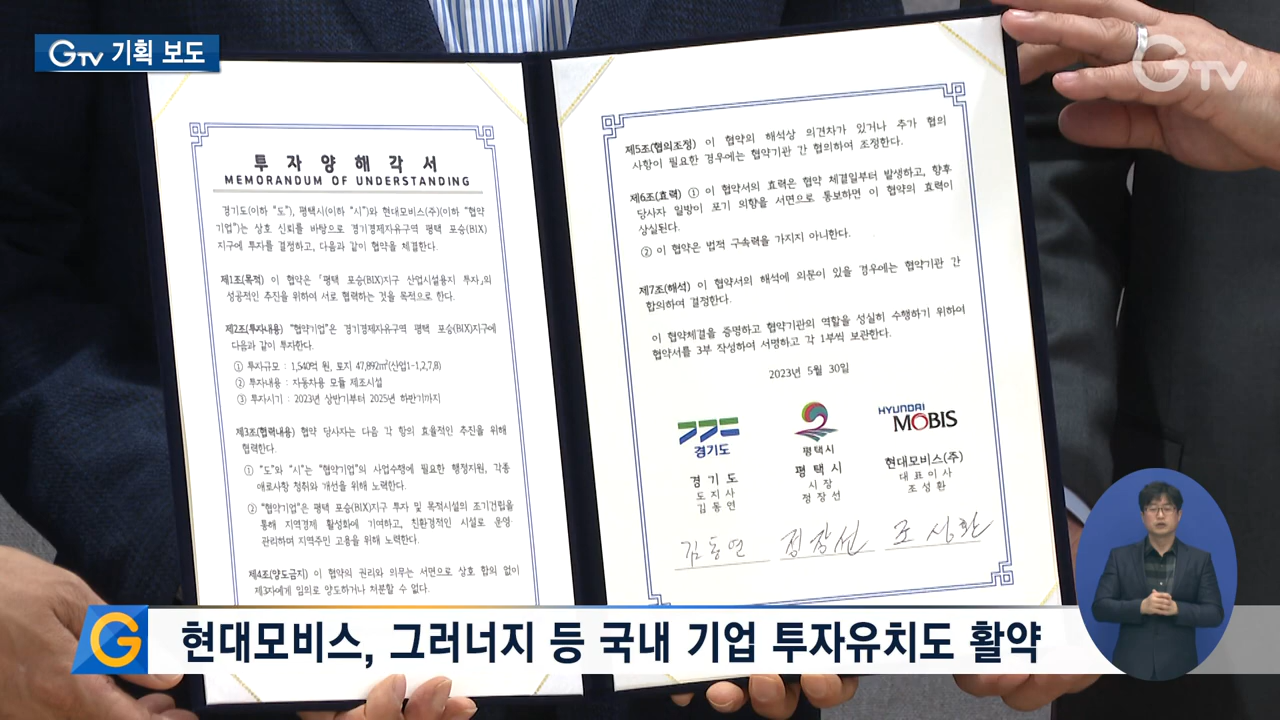 GTV 기획 보도
GTV
투 자 양 해 각 서
MEMORANDUM OF UNDERSTANDING
경기도(이하 "도"), 평택시(이하 "시")와 현대모비스(주)(이하 "협약
기업")는 상호 신뢰를 바탕으로 경기경제자유구역 평택 포승(BIX)
지구에 투자를 결정하고, 다음과 같이 협약을 체결한다.
제1조(목적) 이 협약은 「평택 포승(BIX)지구 산업시설용지 투자」의
성공적인 추진을 위하여 서로 협력하는 것을 목적으로 한다.
제2조(투자내용) "협약기업"은 경기경제자유구역 평택 포승(BIX)지구에
다음과 같이 투자한다.
① 투자규모 : 1,540억 원, 토지 47,892㎡(산업1-1,2,7,8)
② 투자내용 : 자동차용 모듈 제조시설
③ 투자시기 : 2023년 상반기부터 2025년 하반기까지
제3조(협력내용) 협약 당사자는 다음 각 항의 효율적인 추진을 위해
협력한다.
① "도"와 "시"는 "협약기업"의 사업수행에 필요한 행정지원, 각종
애로사항 청취와 개선을 위해 노력한다.
② "협약기업"은 평택 포승(BIX)지구 투자 및 목적시설의 조기건립을
통해 지역경제 활성화에 기여하고, 친환경적인 시설로 운영·
관리하며 지역주민 고용을 위해 노력한다.
제4조(양도금지) 이 협약의 권리와 의무는 서면으로 상호 합의 없이
제3자에게 임의로 양도하거나 처분할 수 없다.
제5조(협의조정) 이 협약의 해석상 의견차가 있거나 추가 협의
사항이 필요한 경우에는 협약기관 간 협의하여 조정한다.
제6조(효력) ① 이 협약서의 효력은 협약 체결일부터 발생하고, 향후
당사자 일방이 포기 의향을 서면으로 통보하면 이 협약의 효력이
상실된다.
② 이 협약은 법적 구속력을 가지지 아니한다.
제7조(해석) 이 협약서의 해석에 의문이 있을 경우에는 협약기관 간
합의하여 결정한다.
이 협약체결을 증명하고 협약기관의 역할을 성실히 수행하기 위하여
협약서를 3부 작성하여 서명하고 각 1부씩 보관한다.
2023년 5월 30일
경기도
평택시
HYUNDAI
MOBIS
경 기 도
도 지 사
김 동 연
평 택 시
시 장
정 장 선
현대모비스(주)
대 표 이 사
조 성 환
김동연 정장선 조성환
G 현대모비스, 그러너지 등 국내 기업 투자유치도 활약